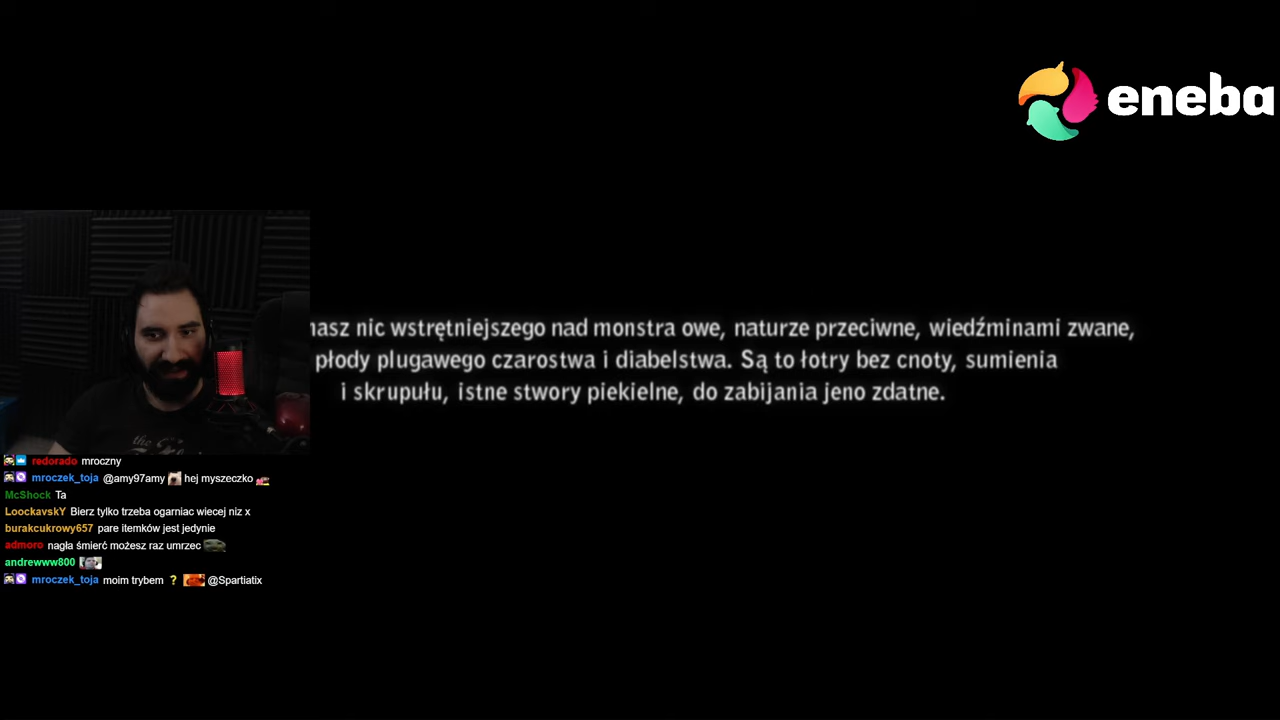 eneba
nic wstrętniejszego nad monstra owe, naturze przeciwne, wiedźminami zwane,
płody plugawego czarostwa i diabelstwa. Są to łotry bez cnoty, sumienia
i skrupułu, istne stwory piekielne, do zabijania jeno zdatne.
redorado mroczny
mroczek_toja @amy97amy hej myszeczko
McShock Ta
LoockavskY Bierz tylko trzeba ogarniac wiecej niz x
burakcukrowy657 pare itemków jest jedynie
admoro nagła śmierć możesz raz umrzec
andrewww800
mroczek_toja moim trybem ? @Spartiatix